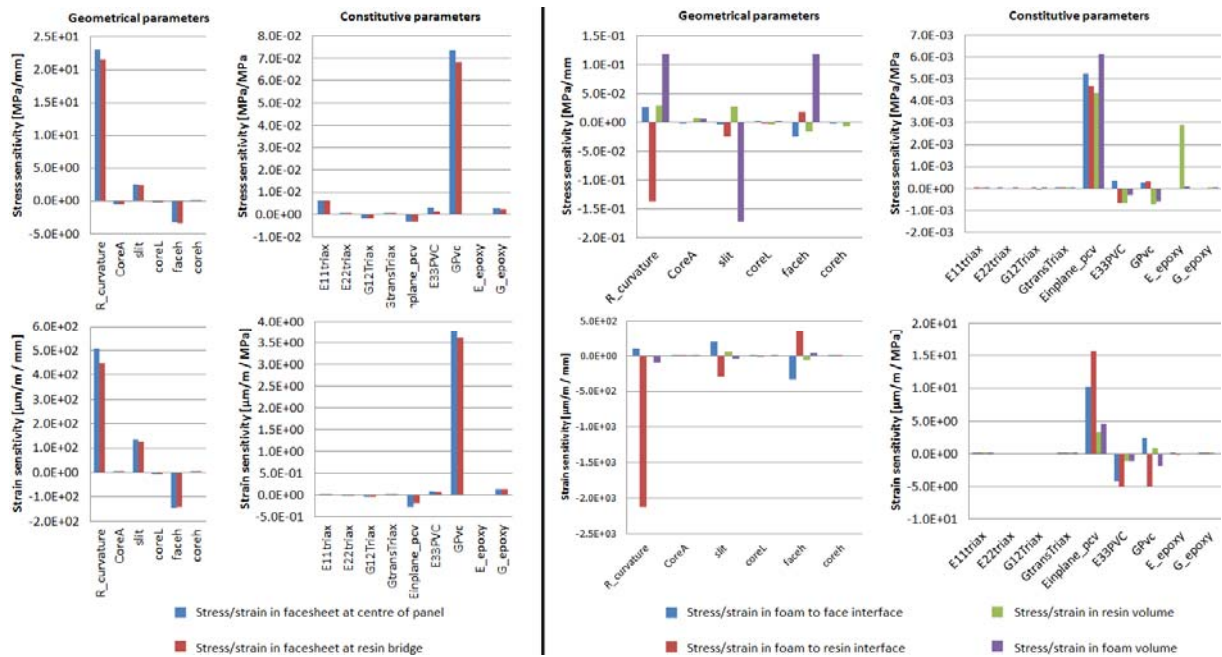 Geometrical parameters
Stress sensitivity [MPa/mm]
2.5E+01
2.0E+01
1.5E+01
1.0E+01
5.0E+00
0.0E+00
-5.0E+00
R_curvature
CoreA
slit
coreL
faceh
coreh
Constitutive parameters
Stress sensitivity [MPa/MPa]
8.0E-02
7.0E-02
6.0E-02
5.0E-02
4.0E-02
3.0E-02
2.0E-02
1.0E-02
0.0E+00
-1.0E-02
E11triax
E22triax
G12Triax
GtransTriax
Inplane_pcv
E33PVC
GPvc
E_epoxy
G_epoxy
Geometrical parameters
Stress sensitivity [MPa/mm]
1.5E-01
1.0E-01
5.0E-02
0.0E+00
-5.0E-02
-1.0E-01
-1.5E-01
-2.0E-01
R_curvature
CoreA
slit
coreL
faceh
coreh
Constitutive parameters
Stress sensitivity [MPa/MPa]
7.0E-03
6.0E-03
5.0E-03
4.0E-03
3.0E-03
2.0E-03
1.0E-03
0.0E+00
-1.0E-03
-2.0E-03
E11triax
E22triax
G12Triax
GtransTriax
Einplane_pcv
E33PVC
GPvc
E_epoxy
G_epoxy
Strain sensitivity [µm/m / mm]
6.0E+02
5.0E+02
4.0E+02
3.0E+02
2.0E+02
1.0E+02
0.0E+00
-1.0E+02
-2.0E+02
R_curvature
CoreA
slit
coreL
faceh
coreh
Strain sensitivity [µm/m / MPa]
4.0E+00
3.5E+00
3.0E+00
2.5E+00
2.0E+00
1.5E+00
1.0E+00
5.0E-01
0.0E+00
-5.0E-01
E11triax
E22triax
G12Triax
GtransTriax
Inplane_pcv
E33PVC
GPvc
E_epoxy
G_epoxy
Strain sensitivity [µm/m / mm]
5.0E+02
0.0E+00
-5.0E+02
-1.0E+03
-1.5E+03
-2.0E+03
-2.5E+03
R_curvature
CoreA
slit
coreL
faceh
coreh
Strain sensitivity [µm/m / MPa]
2.0E+01
1.5E+01
1.0E+01
5.0E+00
0.0E+00
-5.0E+00
-1.0E+01
E11triax
E22triax
G12Triax
GtransTriax
Einplane_pcv
E33PVC
GPvc
E_epoxy
G_epoxy
Stress/strain in facesheet at centre of panel
Stress/strain in facesheet at resin bridge
Stress/strain in foam to face interface
Stress/strain in resin volume
Stress/strain in foam to resin interface
Stress/strain in foam volume